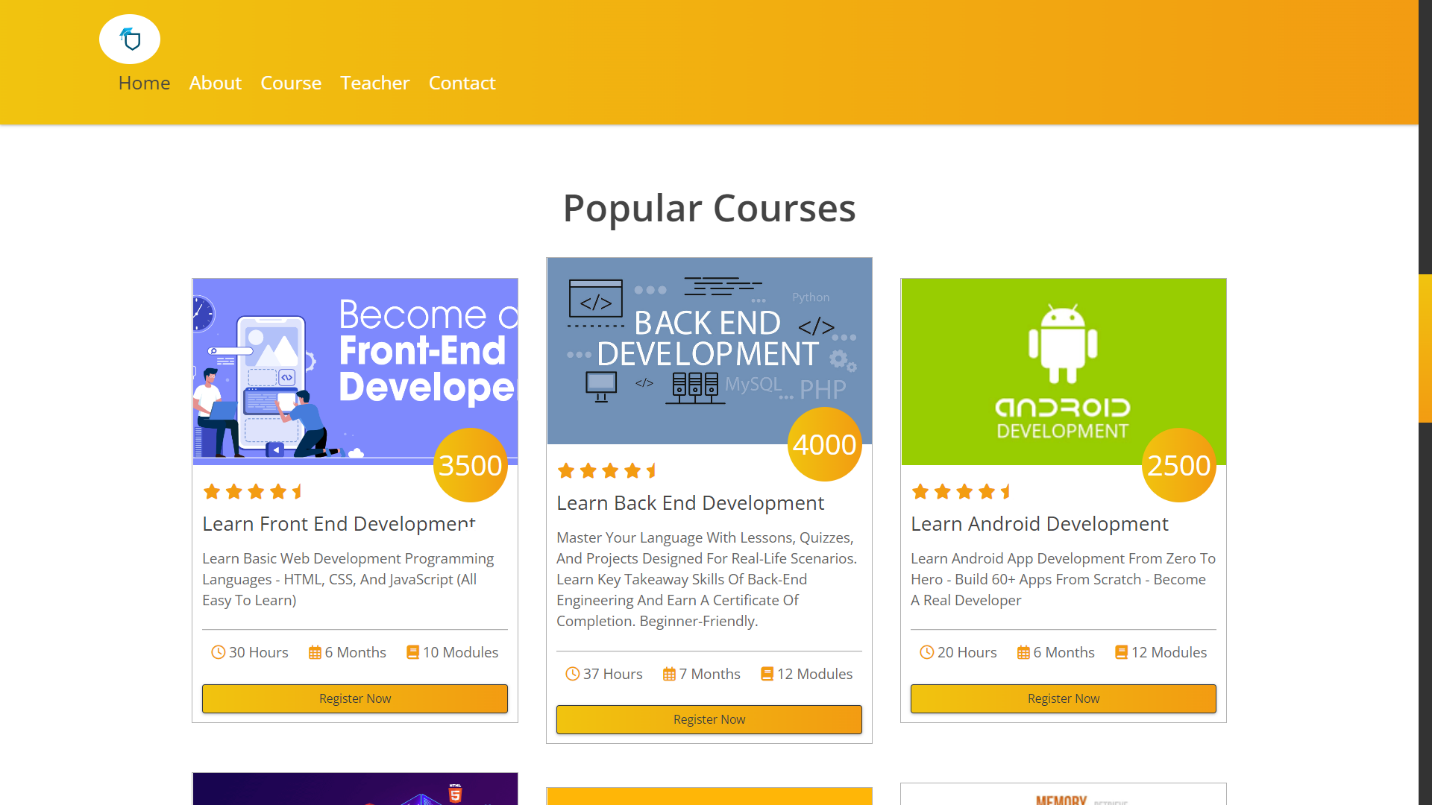 Home About Course Teacher Contact
Popular Courses
Become a
Front-End
Develope
3500
Learn Front End Development
Learn Basic Web Development Programming
Languages - HTML, CSS, And JavaScript (All
Easy To Learn)
30 Hours 6 Months 10 Modules
Register Now
</>
Python
BACK END </>
DEVELOPMENT
</> MySQL PHP
4000
Learn Back End Development
Master Your Language With Lessons, Quizzes,
And Projects Designed For Real-Life Scenarios.
Learn Key Takeaway Skills Of Back-End
Engineering And Earn A Certificate Of
Completion. Beginner-Friendly.
37 Hours 7 Months 12 Modules
Register Now
ANDROID
DEVELOPMENT
2500
Learn Android Development
Learn Android App Development From Zero To
Hero - Build 60+ Apps From Scratch - Become
A Real Developer
20 Hours 6 Months 12 Modules
Register Now
HTML
5
MEMORY RETRIEVE